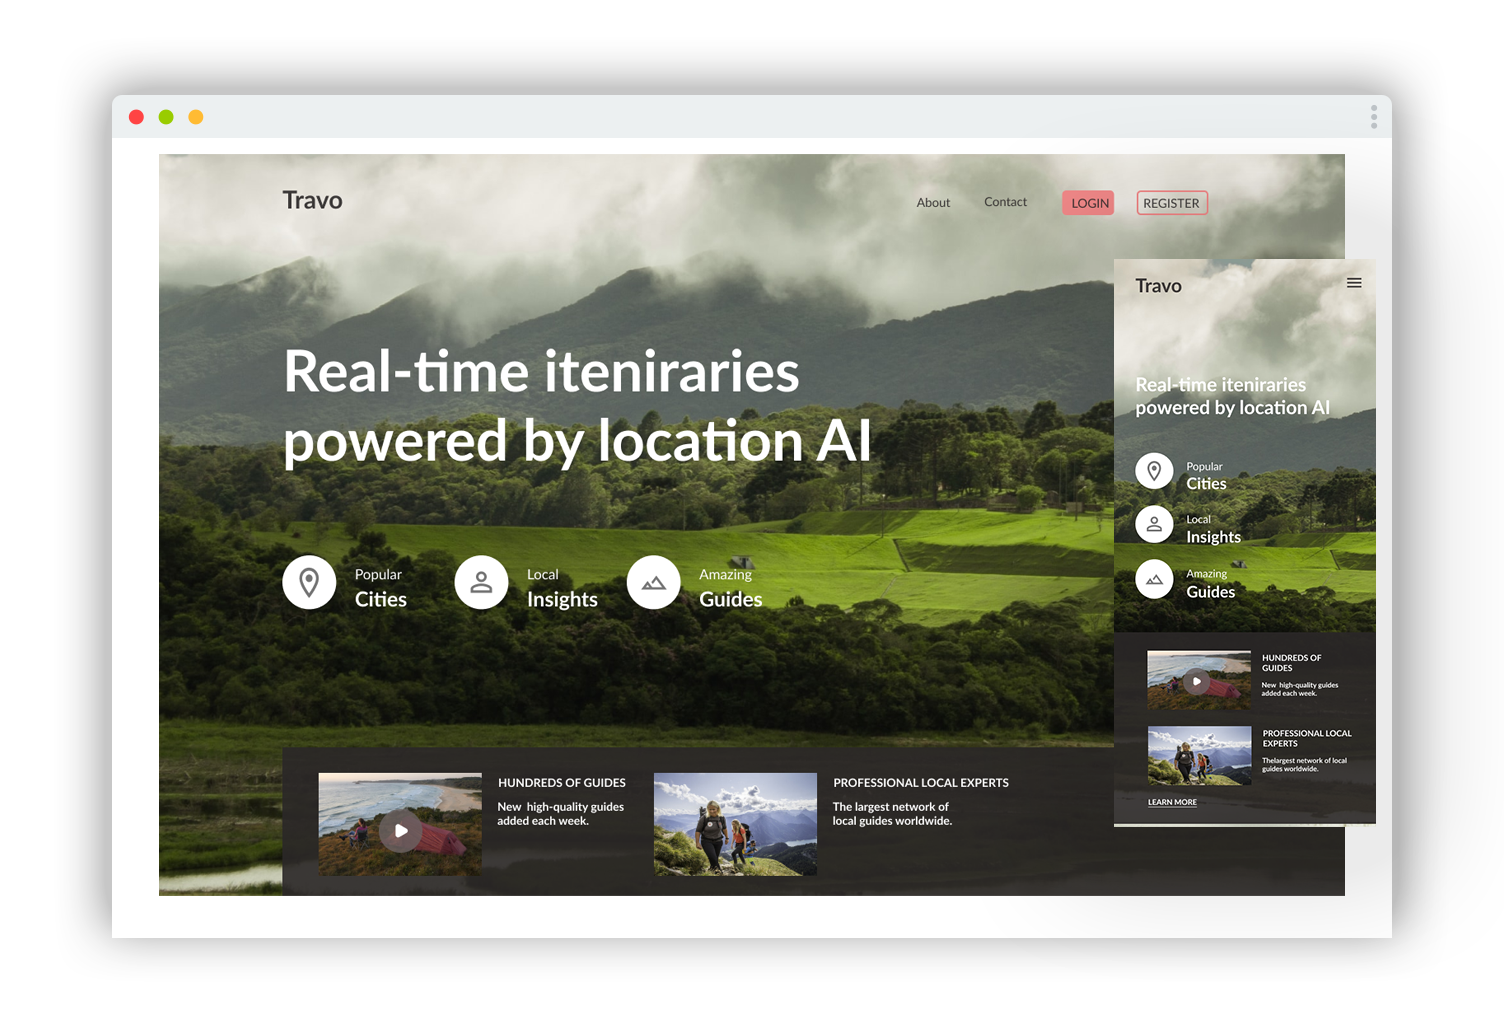 Travo
About
Contact
LOGIN
REGISTER
Real-time iteniraries
powered by location AI
Popular
Cities
Local
Insights
Amazing
Guides
HUNDREDS OF GUIDES
New high-quality guides
added each week.
PROFESSIONAL LOCAL EXPERTS
The largest network of
local guides worldwide.
Travo
Real-time iteniraries
powered by location AI
Popular
Cities
Local
Insights
Amazing
Guides
HUNDREDS OF
GUIDES
New high-quality guides
added each week.
PROFESSIONAL LOCAL
EXPERTS
Thelargest network of local
guides worldwide.
LEARN MORE